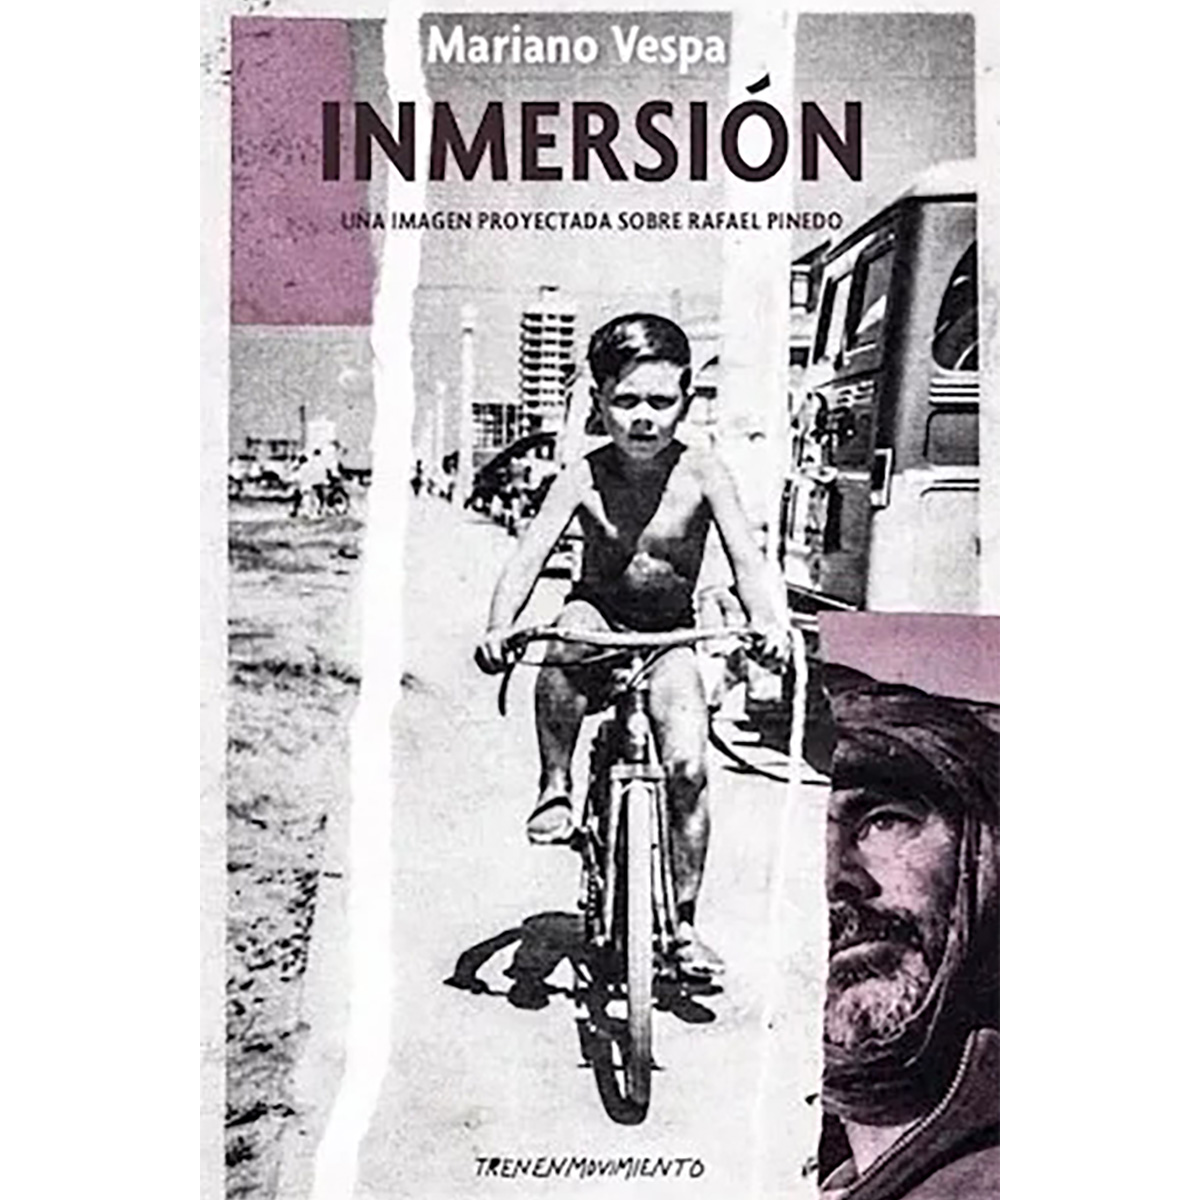 Mariano Vespa
INMERSIÓN
UNA IMAGEN PROYECTADA SOBRE RAFAEL PINEDO
TRENENMOVIMIENTO